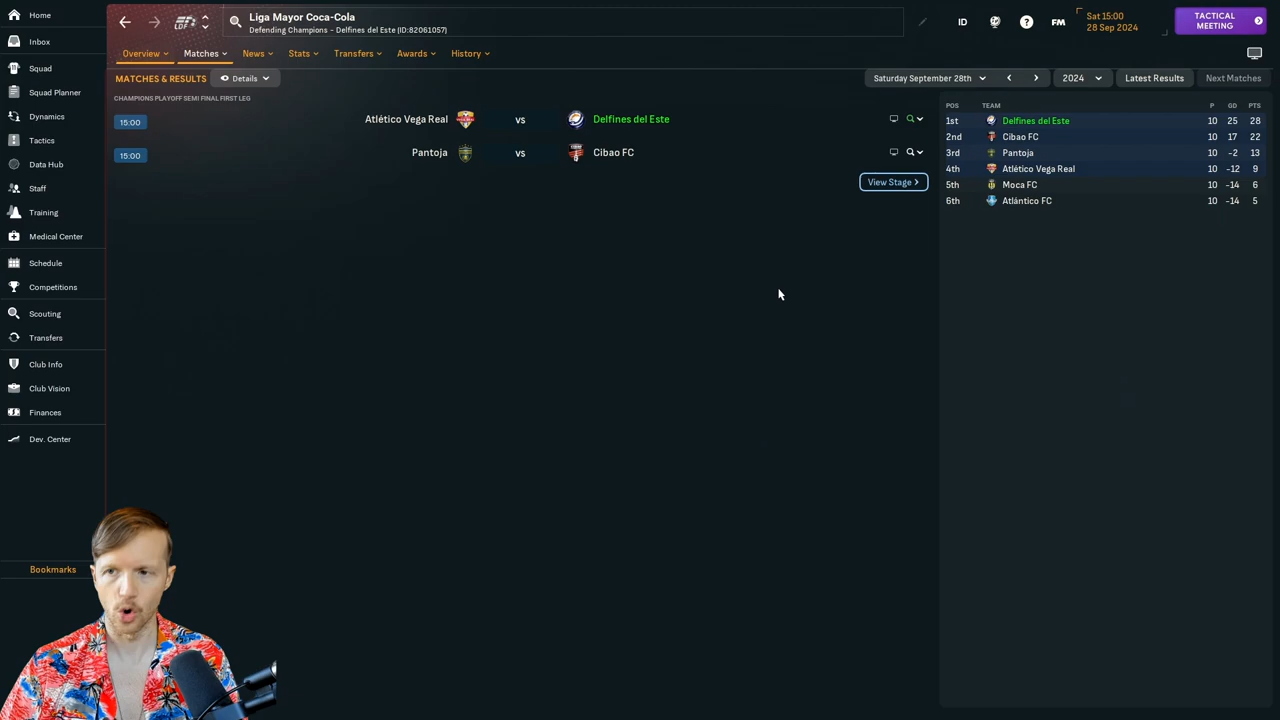 Home
Inbox
Squad
Squad Planner
Dynamics
Tactics
Data Hub
Staff
Training
Medical Center
Schedule
Competitions
Scouting
Transfers
Club Info
Club Vision
Finances
Dev. Center
Bookmarks
LDF
Liga Mayor Coca-Cola
Defending Champions - Delfines del Este (ID:82061057)
ID
FM
Sat 15:00
28 Sep 2024
TACTICAL
MEETING
Overview Matches News Stats Transfers Awards History
MATCHES & RESULTS Details
Saturday September 28th 2024 Latest Results Next Matches
CHAMPIONS PLAYOFF SEMI FINAL FIRST LEG
15:00 Atlético Vega Real vs Delfines del Este
15:00 Pantoja vs Cibao FC
View Stage
POS TEAM P GD PTS
1st Delfines del Este 10 25 28
2nd Cibao FC 10 17 22
3rd Pantoja 10 -2 13
4th Atlético Vega Real 10 -12 9
5th Moca FC 10 -14 6
6th Atlántico FC 10 -14 5